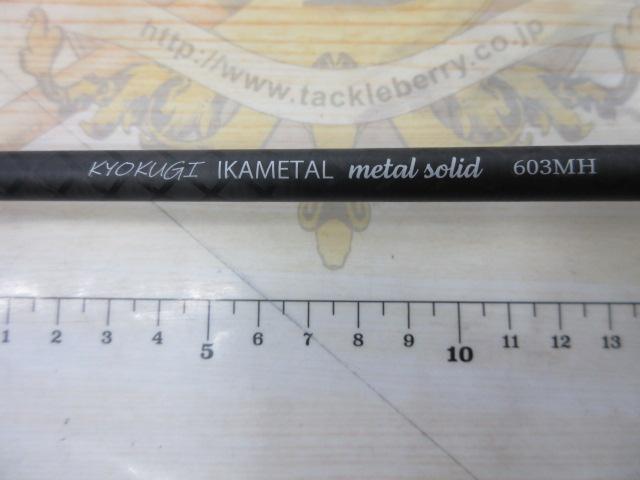 http://www.tackleberry.co.jp
KYOKUGI IKAMETAL metal solid 603MH
1 2 3 4 5 6 7 8 9 10 11 12 13